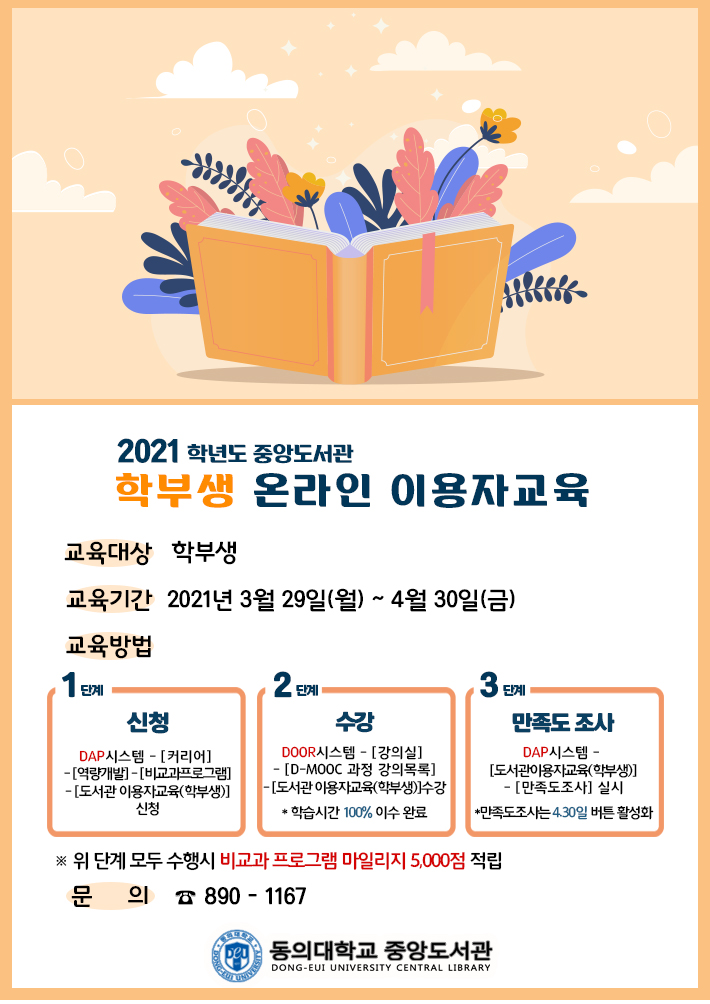 2021 학년도 중앙도서관
학부생 온라인 이용자교육
교육대상 학부생
교육기간 2021년 3월 29일(월) ~ 4월 30일(금)
교육방법
1 단계
신청
DAP시스템 - [커리어]
- [역량개발] - [비교과프로그램]
- [도서관 이용자교육(학부생)]
신청
2 단계
수강
DOOR시스템 - [강의실]
- [D-MOOC 과정 강의목록]
- [도서관 이용자교육(학부생)]수강
* 학습시간 100% 이수 완료
3 단계
만족도 조사
DAP시스템 -
[도서관이용자교육(학부생)]
- [만족도조사] 실시
*만족도조사는 4.30일 버튼 활성화
※ 위 단계 모두 수행시 비교과 프로그램 마일리지 5,000점 적립
문 의 ☎ 890 - 1167
동의대학교 중앙도서관
DONG-EUI UNIVERSITY CENTRAL LIBRARY
동의대학교
DEU
DONG-EUI UNIVERSITY